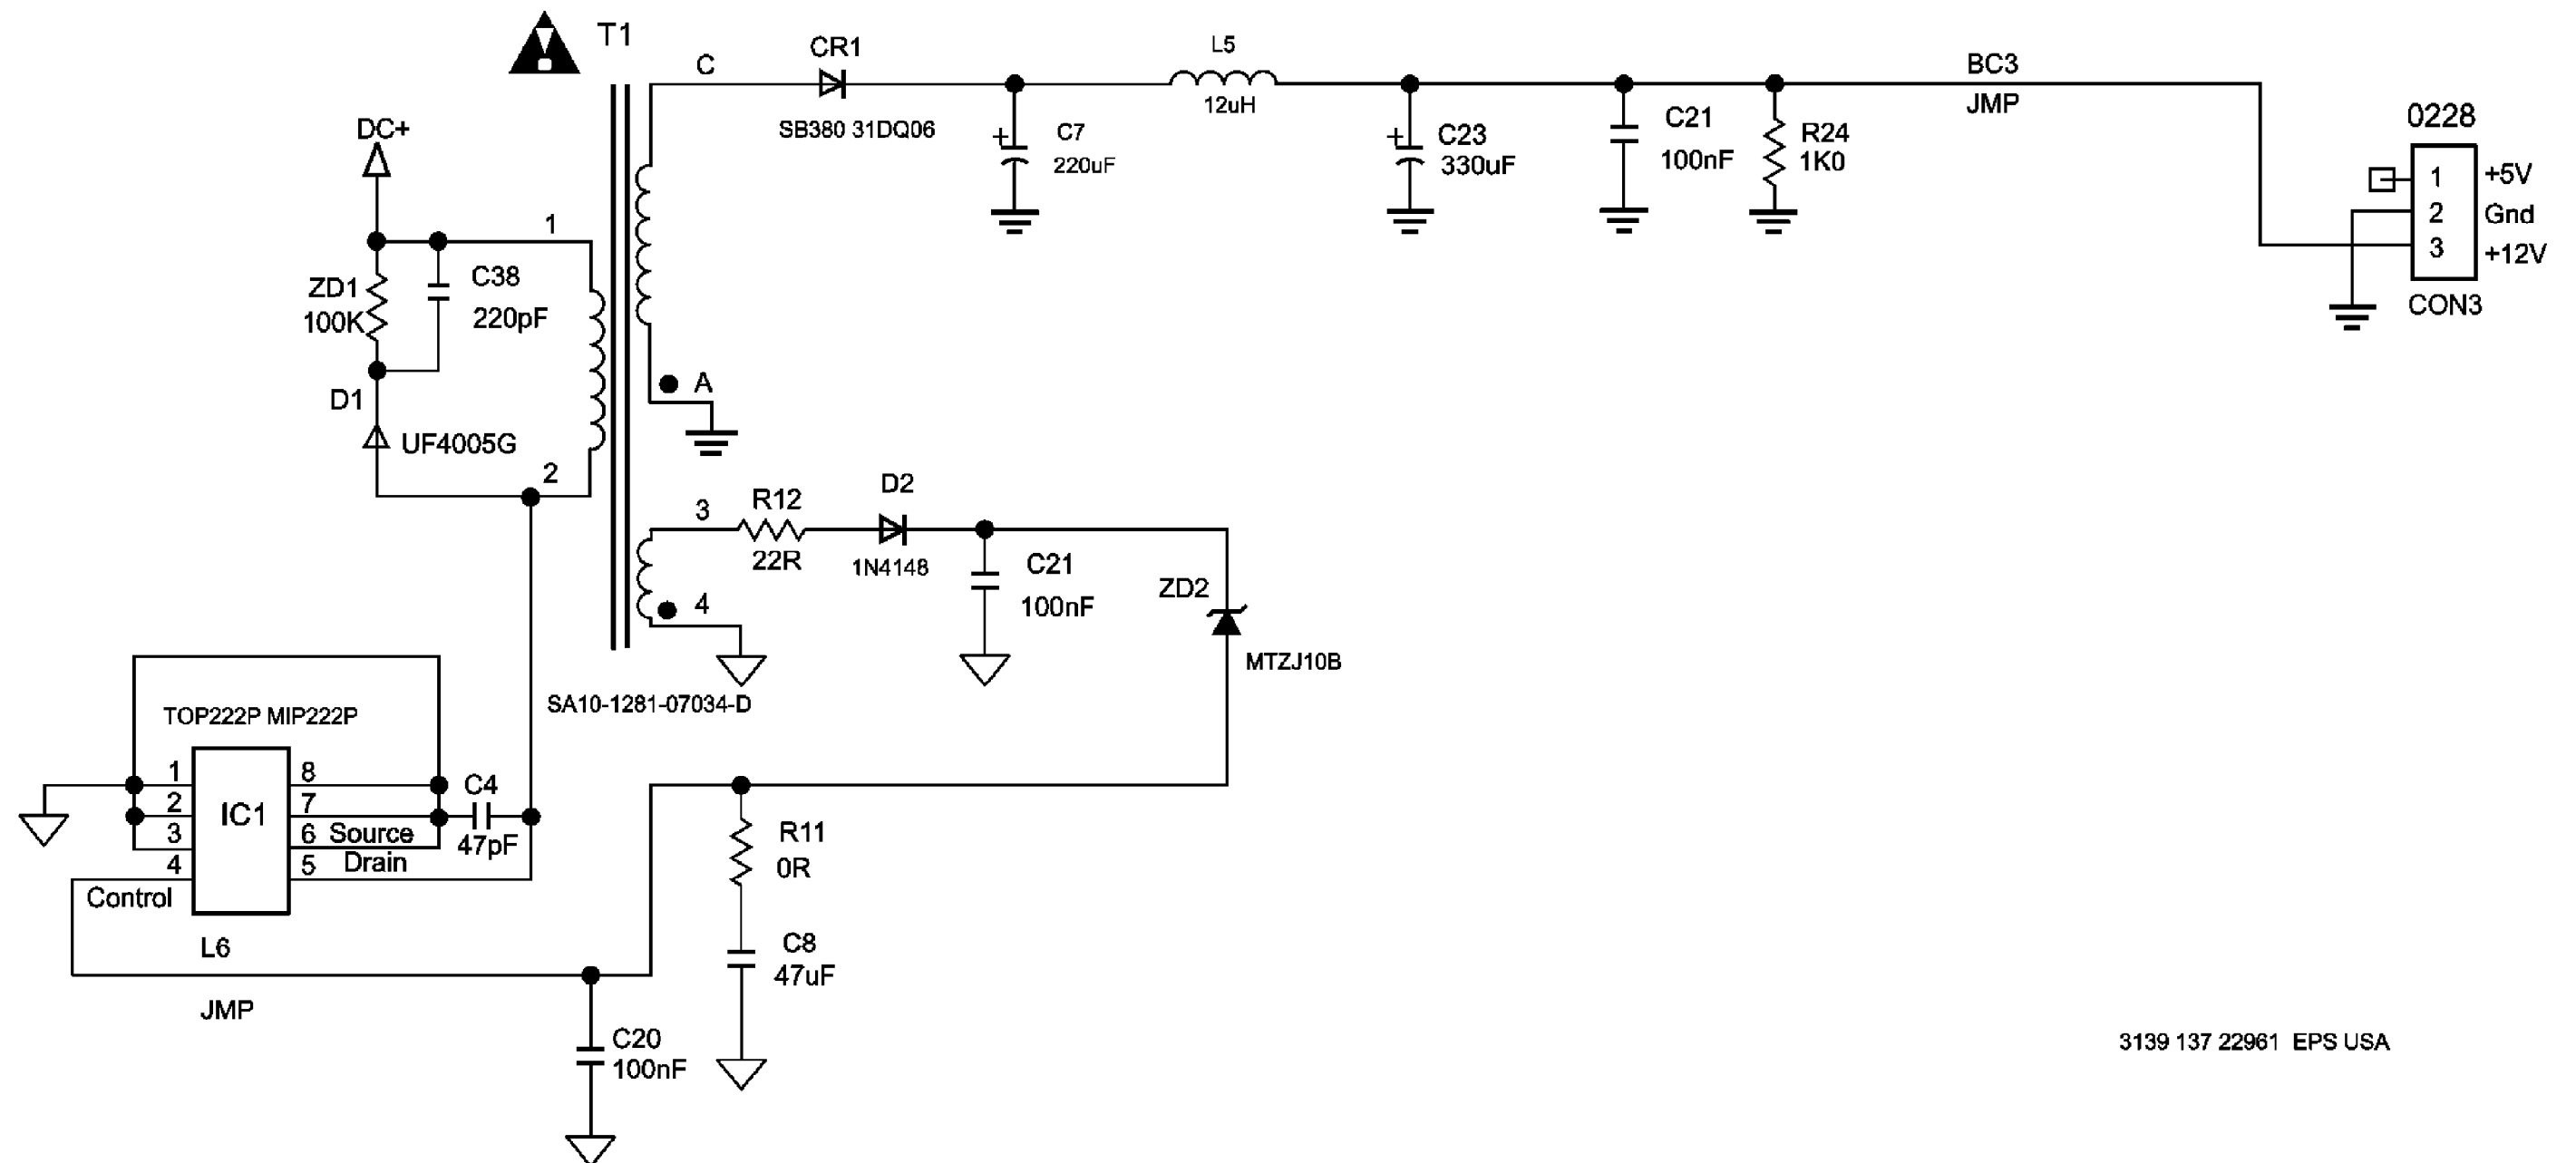 T1
C
CR1
SB380 31DQ06
L5
12uH
C7
220uF
C23
330uF
C21
100nF
R24
1K0
BC3
JMP
0228
1
+5V
2
Gnd
3
+12V
CON3
DC+
1
ZD1
100K
C38
220pF
D1
UF4005G
2
A
3
R12
22R
D2
1N4148
C21
100nF
ZD2
MTZJ10B
4
SA10-1281-07034-D
TOP222P MIP222P
IC1
1
2
3
4
8
7
6 Source
5 Drain
Control
C4
47pF
L6
JMP
R11
0R
C8
47uF
C20
100nF
3139 137 22961 EPS USA